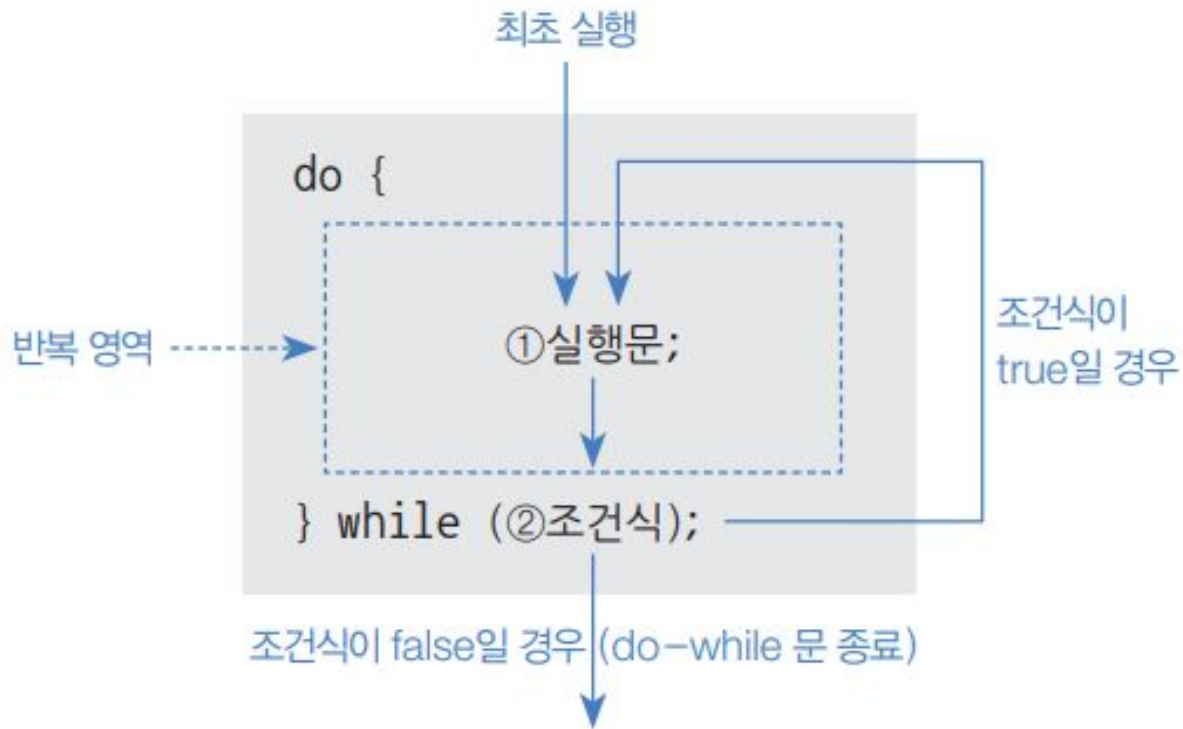 최초 실행
do {
반복 영역
①실행문;
조건식이
true일 경우
} while (②조건식);
조건식이 false일 경우 (do-while 문 종료)